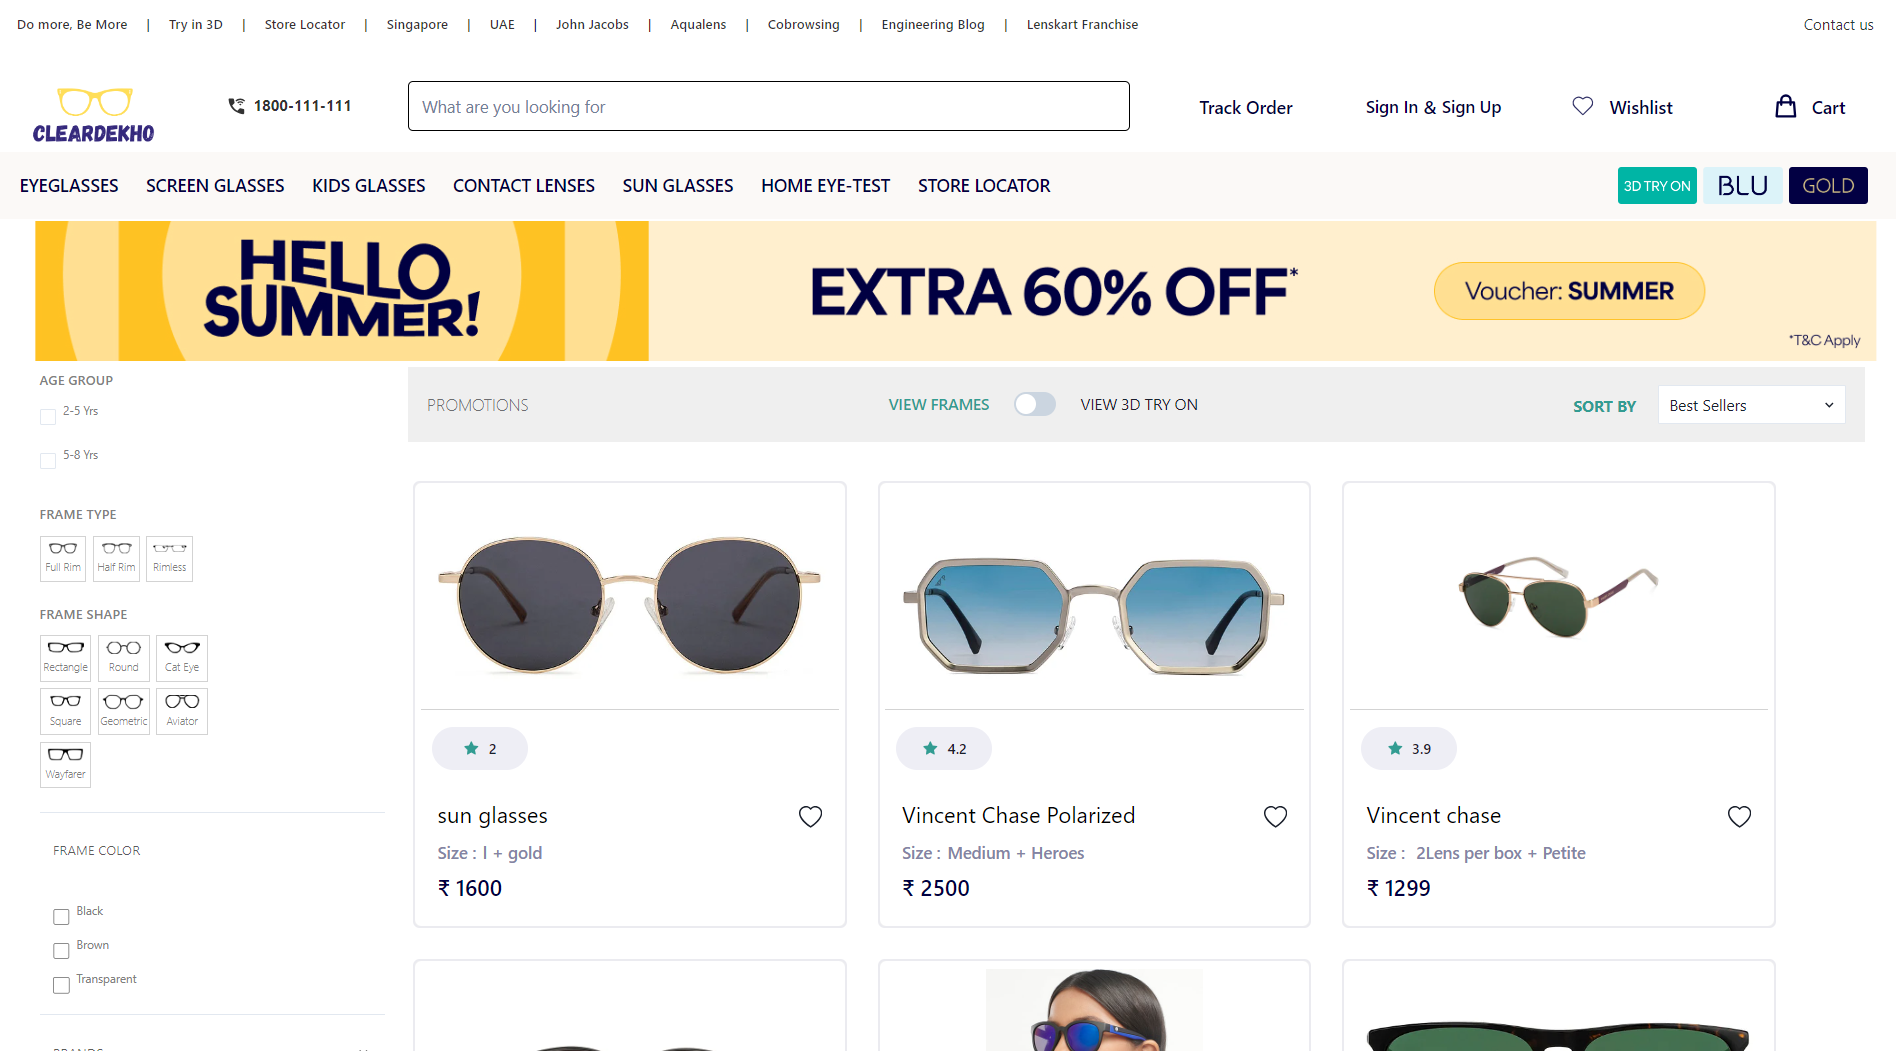 Do more, Be More | Try in 3D | Store Locator | Singapore | UAE | John Jacobs | Aqualens | Cobrowsing | Engineering Blog | Lenskart Franchise
Contact us
CLEARDEKHO
1800-111-111
What are you looking for
Track Order
Sign In & Sign Up
Wishlist
Cart
EYEGLASSES SCREEN GLASSES KIDS GLASSES CONTACT LENSES SUN GLASSES HOME EYE-TEST STORE LOCATOR
3D TRY ON
BLU
GOLD
HELLO
SUMMER!
EXTRA 60% OFF*
Voucher: SUMMER
*T&C Apply
AGE GROUP
2-5 Yrs
5-8 Yrs
FRAME TYPE
Full Rim
Half Rim
Rimless
FRAME SHAPE
Rectangle
Round
Cat Eye
Square
Geometric
Aviator
Wayfarer
FRAME COLOR
Black
Brown
Transparent
PROMOTIONS
VIEW FRAMES
VIEW 3D TRY ON
SORT BY
Best Sellers
2
sun glasses
Size : l + gold
₹ 1600
4.2
Vincent Chase Polarized
Size : Medium + Heroes
₹ 2500
3.9
Vincent chase
Size : 2Lens per box + Petite
₹ 1299